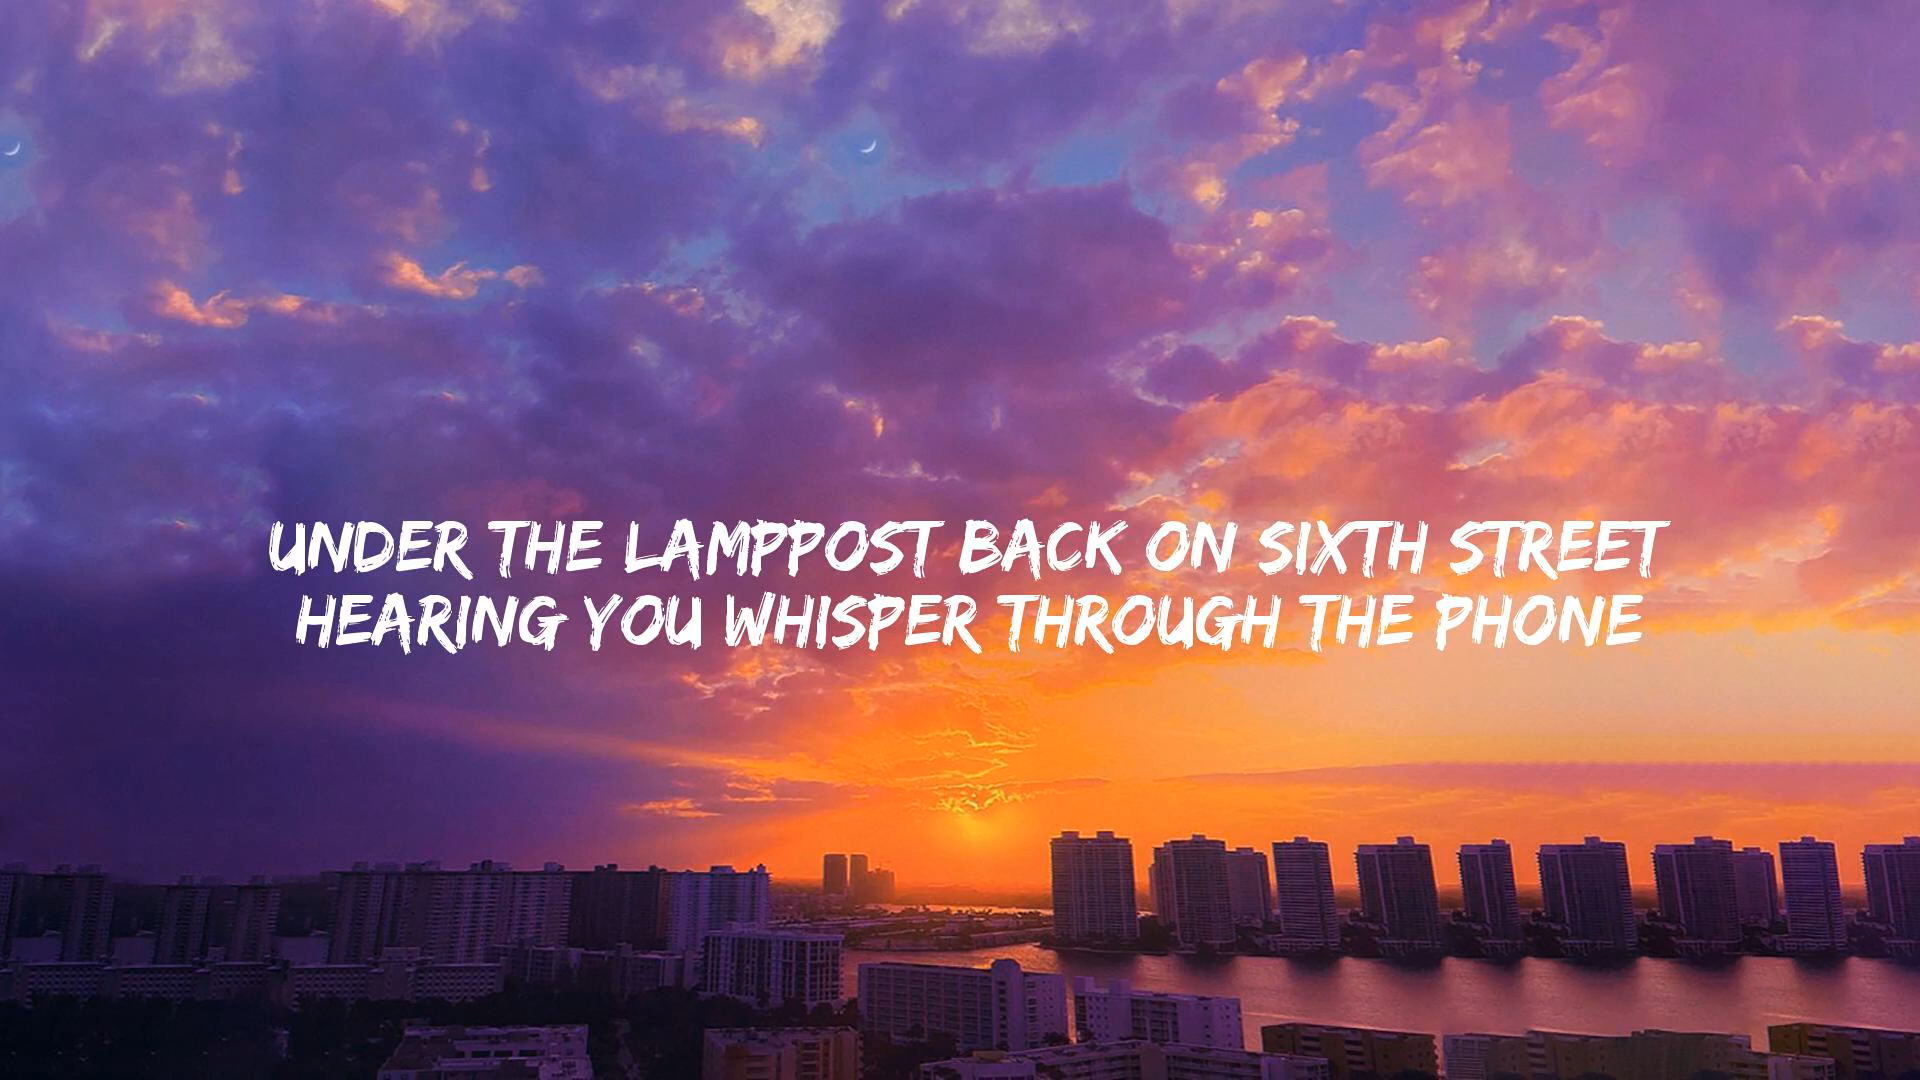 UNDER THE LAMPPOST BACK ON SIXTH STREET
HEARING YOU WHISPER THROUGH THE PHONE